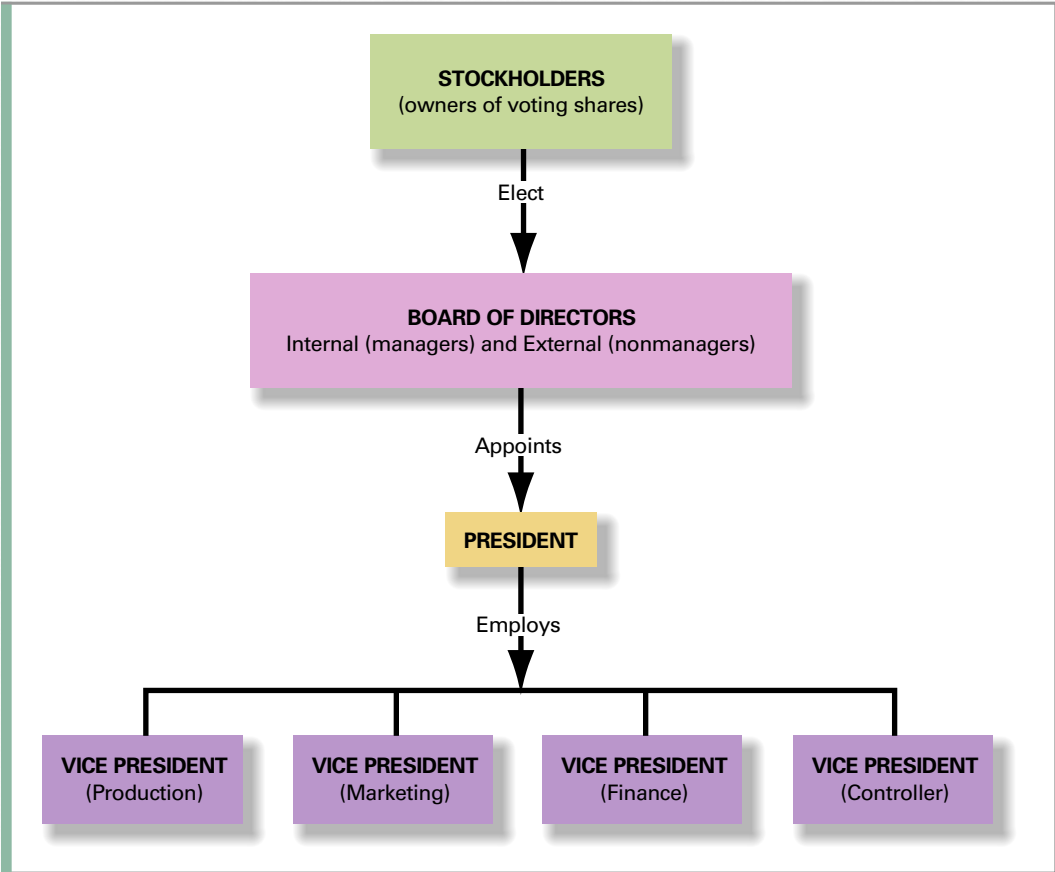 STOCKHOLDERS
(owners of voting shares)
Elect
BOARD OF DIRECTORS
Internal (managers) and External (nonmanagers)
Appoints
PRESIDENT
Employs
VICE PRESIDENT
(Production)
VICE PRESIDENT
(Marketing)
VICE PRESIDENT
(Finance)
VICE PRESIDENT
(Controller)